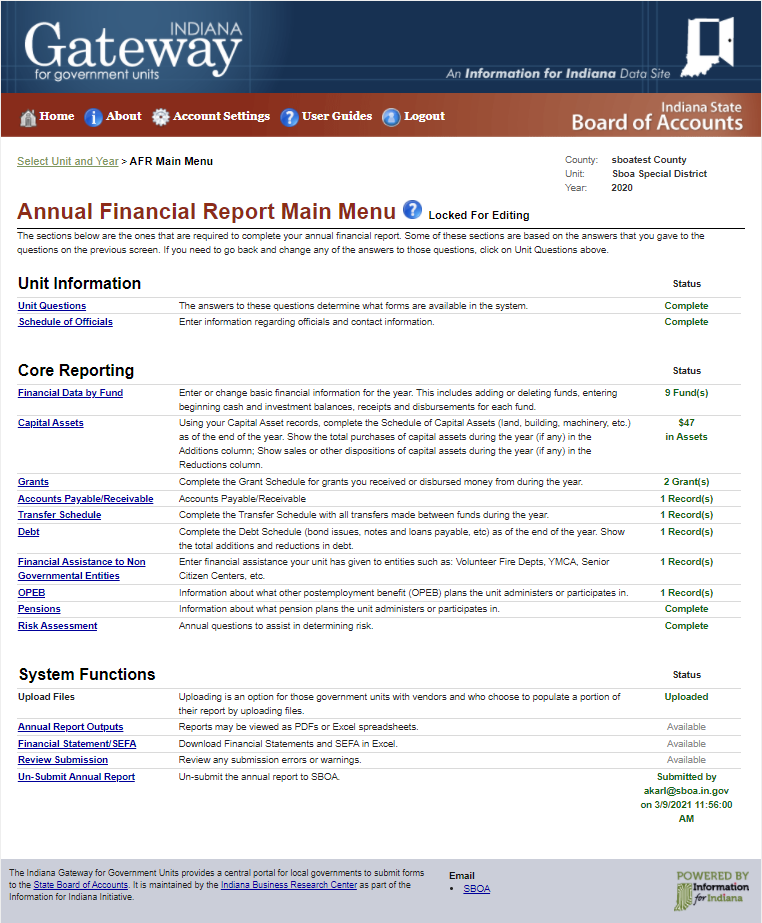 INDIANA
Gateway
for government units
An Information for Indiana Data Site
Home About Account Settings User Guides Logout
Indiana State
Board of Accounts
Select Unit and Year > AFR Main Menu
County: sboatest County
Unit: Sboa Special District
Year: 2020
Annual Financial Report Main Menu ? Locked For Editing
The sections below are the ones that are required to complete your annual financial report. Some of these sections are based on the answers that you gave to the
questions on the previous screen. If you need to go back and change any of the answers to those questions, click on Unit Questions above.
Unit Information Status
Unit Questions The answers to these questions determine what forms are available in the system. Complete
Schedule of Officials Enter information regarding officials and contact information. Complete
Core Reporting Status
Financial Data by Fund Enter or change basic financial information for the year. This includes adding or deleting funds, entering 9 Fund(s)
beginning cash and investment balances, receipts and disbursements for each fund.
Capital Assets Using your Capital Asset records, complete the Schedule of Capital Assets (land, building, machinery, etc.) $47
as of the end of the year. Show the total purchases of capital assets during the year (if any) in the in Assets
Additions column; Show sales or other dispositions of capital assets during the year (if any) in the
Reductions column.
Grants Complete the Grant Schedule for grants you received or disbursed money from during the year. 2 Grant(s)
Accounts Payable/Receivable Accounts Payable/Receivable 1 Record(s)
Transfer Schedule Complete the Transfer Schedule with all transfers made between funds during the year. 1 Record(s)
Debt Complete the Debt Schedule (bond issues, notes and loans payable, etc) as of the end of the year. Show 1 Record(s)
the total additions and reductions in debt.
Financial Assistance to Non Enter financial assistance your unit has given to entities such as: Volunteer Fire Depts, YMCA, Senior 1 Record(s)
Governmental Entities Citizen Centers, etc.
OPEB Information about what other postemployment benefit (OPEB) plans the unit administers or participates in. 1 Record(s)
Pensions Information about what pension plans the unit administers or participates in. Complete
Risk Assessment Annual questions to assist in determining risk. Complete
System Functions Status
Upload Files Uploading is an option for those government units with vendors and who choose to populate a portion of Uploaded
their report by uploading files.
Annual Report Outputs Reports may be viewed as PDFs or Excel spreadsheets. Available
Financial Statement/SEFA Download Financial Statements and SEFA in Excel. Available
Review Submission Review any submission errors or warnings. Available
Un-Submit Annual Report Un-submit the annual report to SBOA. Submitted by
akarl@sboa.in.gov
on 3/9/2021 11:56:00
AM
The Indiana Gateway for Government Units provides a central portal for local governments to submit forms
to the State Board of Accounts. It is maintained by the Indiana Business Research Center as part of the
Information for Indiana Initiative.
Email
• SBOA
POWERED BY
Information
for Indiana